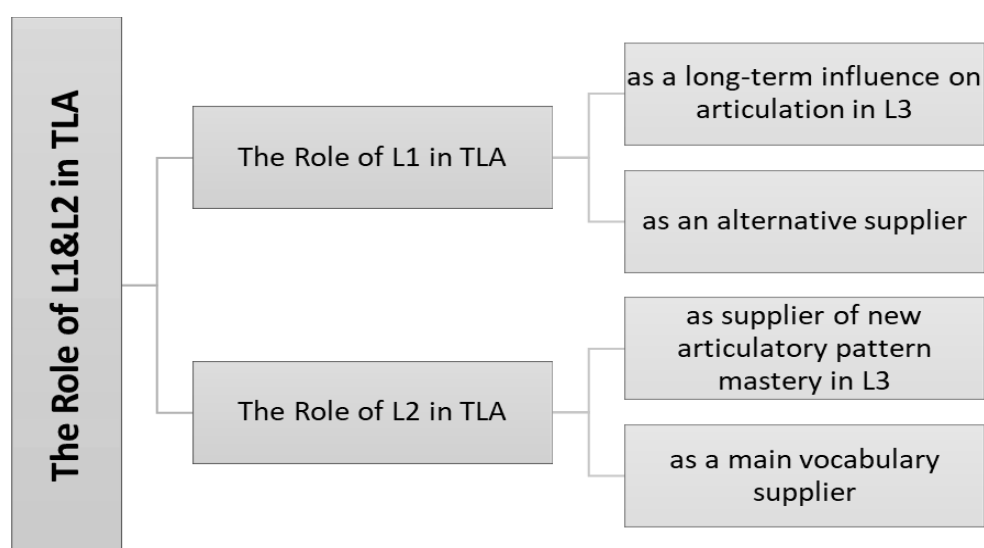 The Role of L1&L2 in TLA
The Role of L1 in TLA
as a long-term influence on
articulation in L3
as an alternative supplier
The Role of L2 in TLA
as supplier of new
articulatory pattern
mastery in L3
as a main vocabulary
supplier